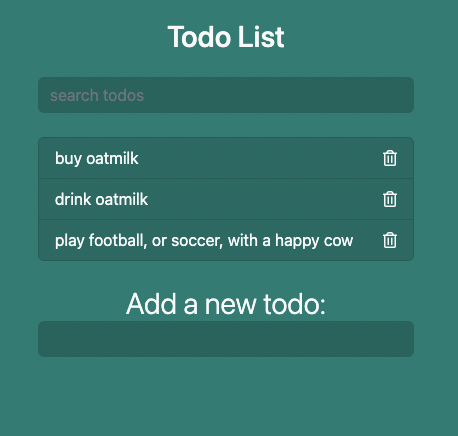 Todo List
search todos
buy oatmilk
drink oatmilk
play football, or soccer, with a happy cow
Add a new todo: